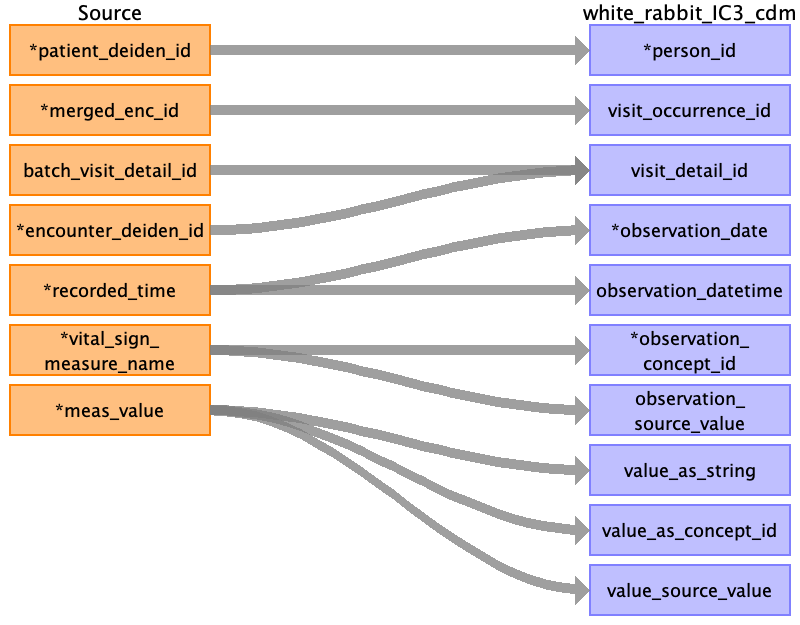 Source
white_rabbit_IC3_cdm
*patient_deiden_id
*person_id
*merged_enc_id
visit_occurrence_id
batch_visit_detail_id
visit_detail_id
*encounter_deiden_id
*observation_date
*recorded_time
observation_datetime
*vital_sign_
measure_name
*observation_
concept_id
*meas_value
observation_
source_value
value_as_string
value_as_concept_id
value_source_value